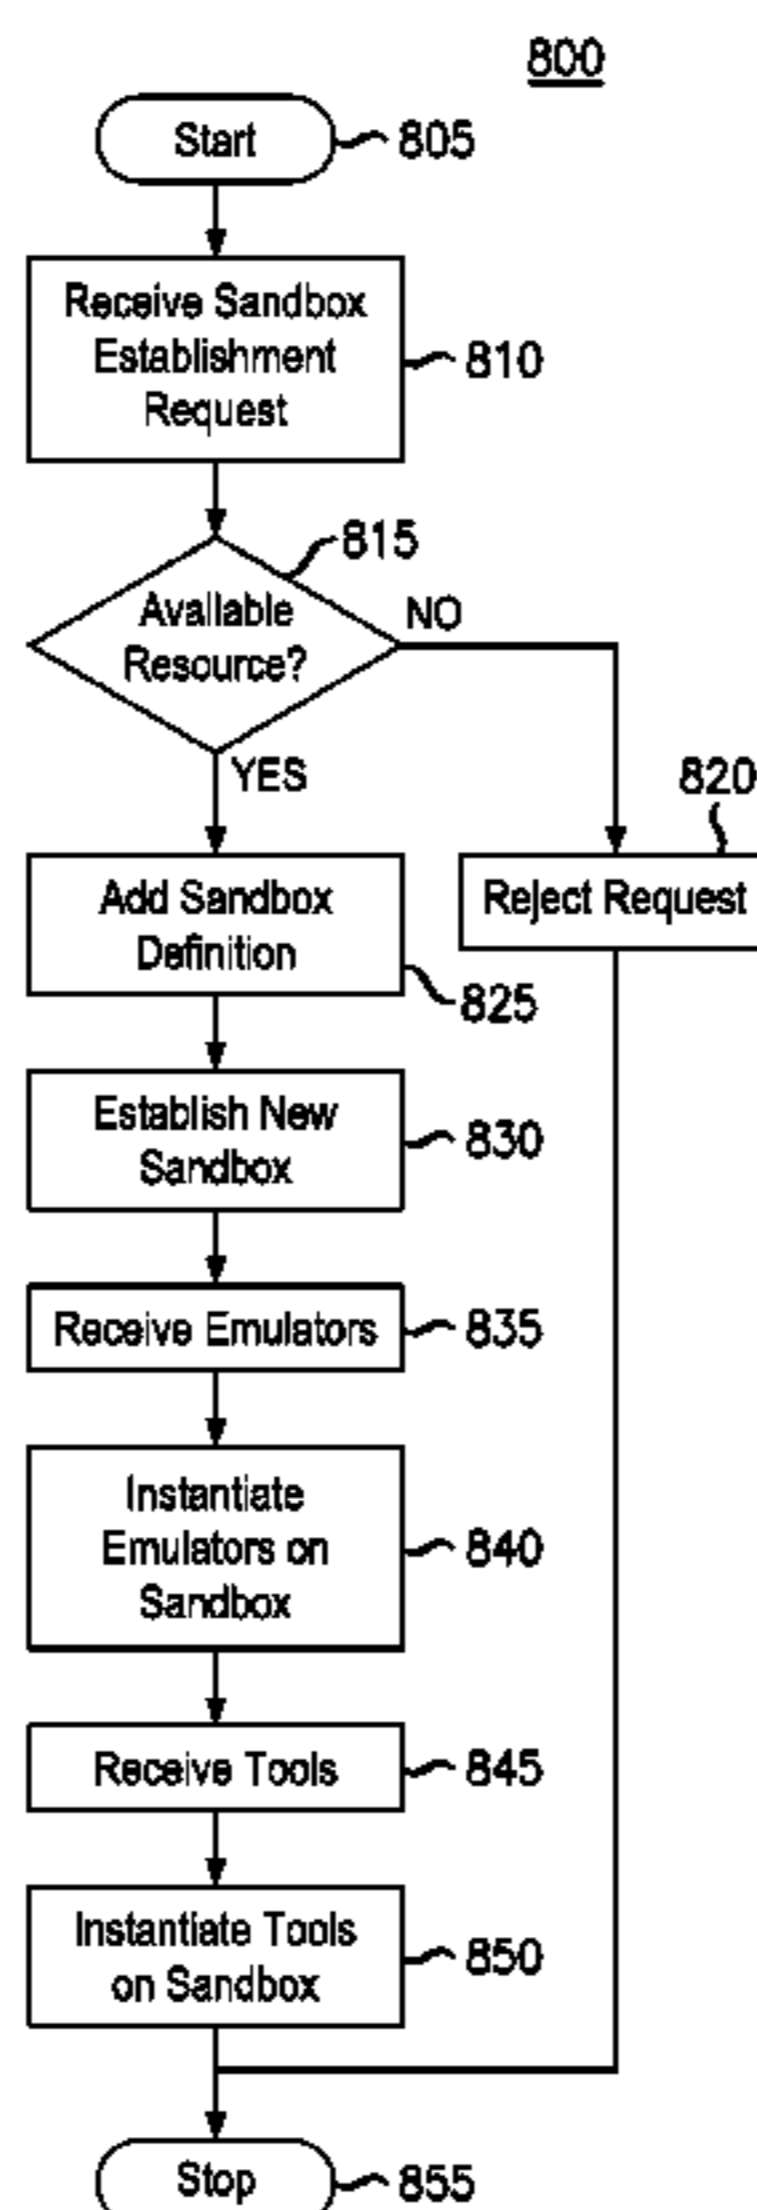 800
Start
805
Receive Sandbox
Establishment
Request
810
815
Available
Resource?
NO
YES
820
Add Sandbox
Definition
Reject Request
825
Establish New
Sandbox
830
Receive Emulators
835
Instantiate
Emulators on
Sandbox
840
Receive Tools
845
Instantiate Tools
on Sandbox
850
Stop
855